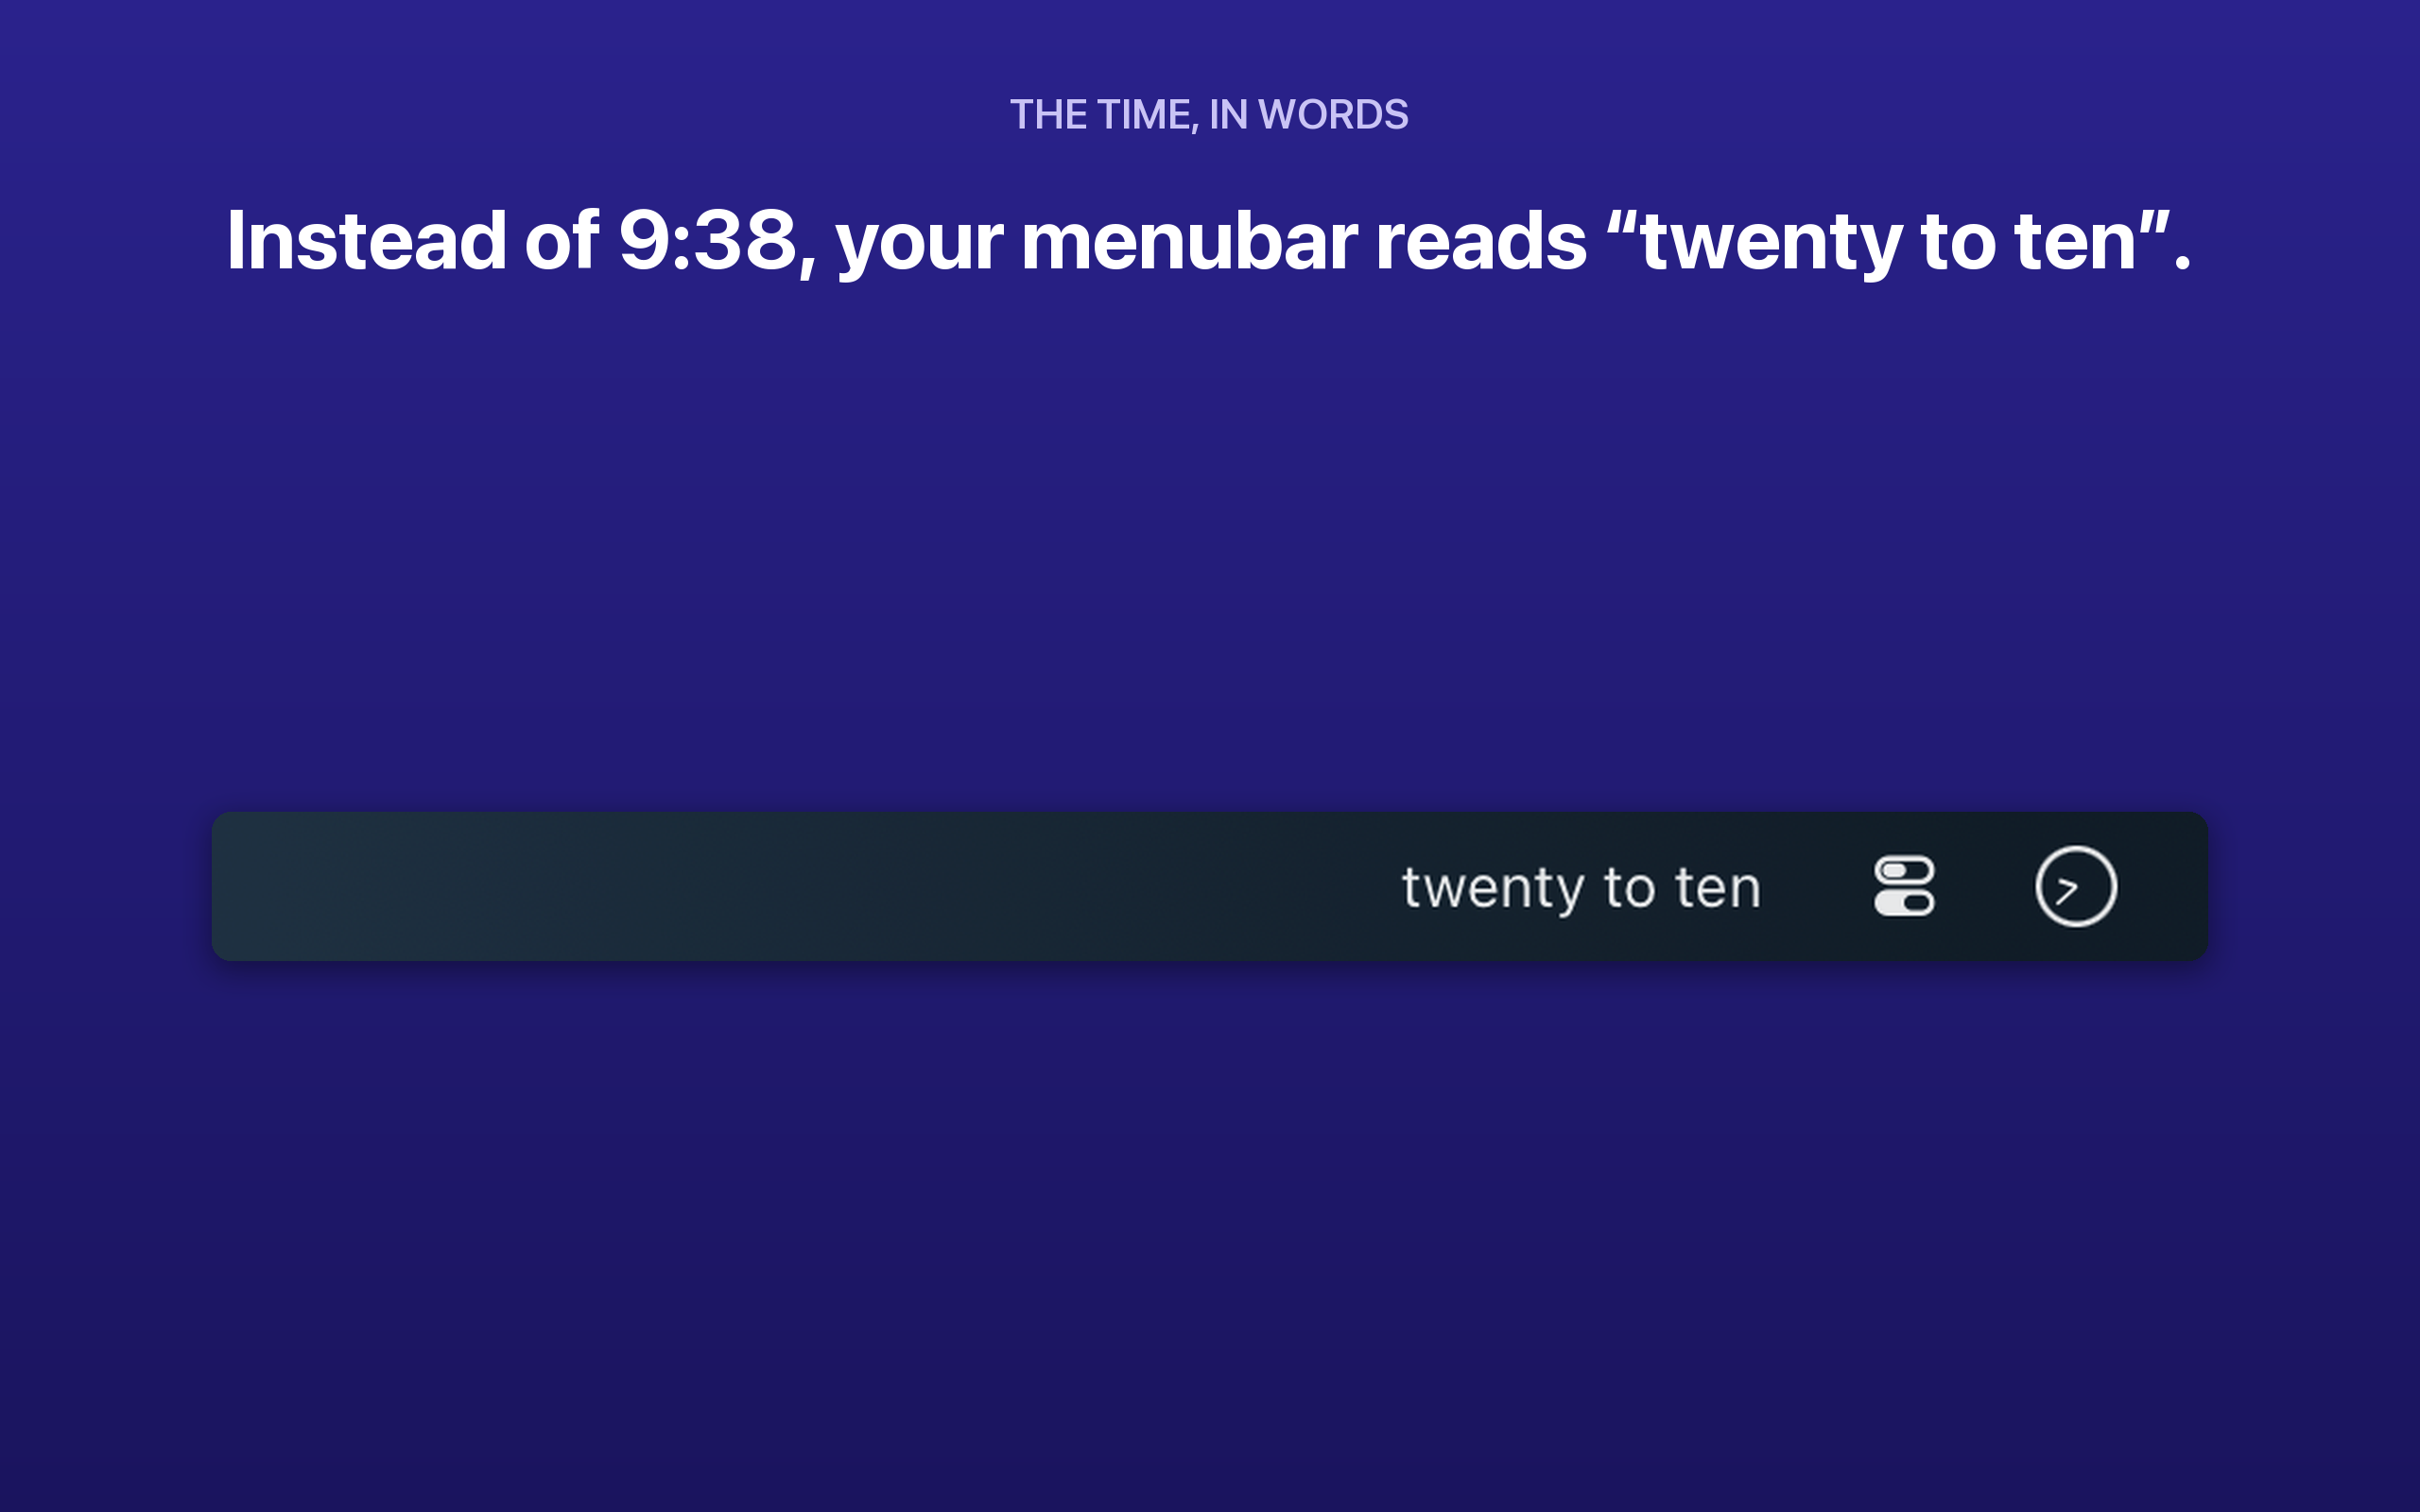 THE TIME, IN WORDS
Instead of 9:38, your menubar reads “twenty to ten”.
twenty to ten